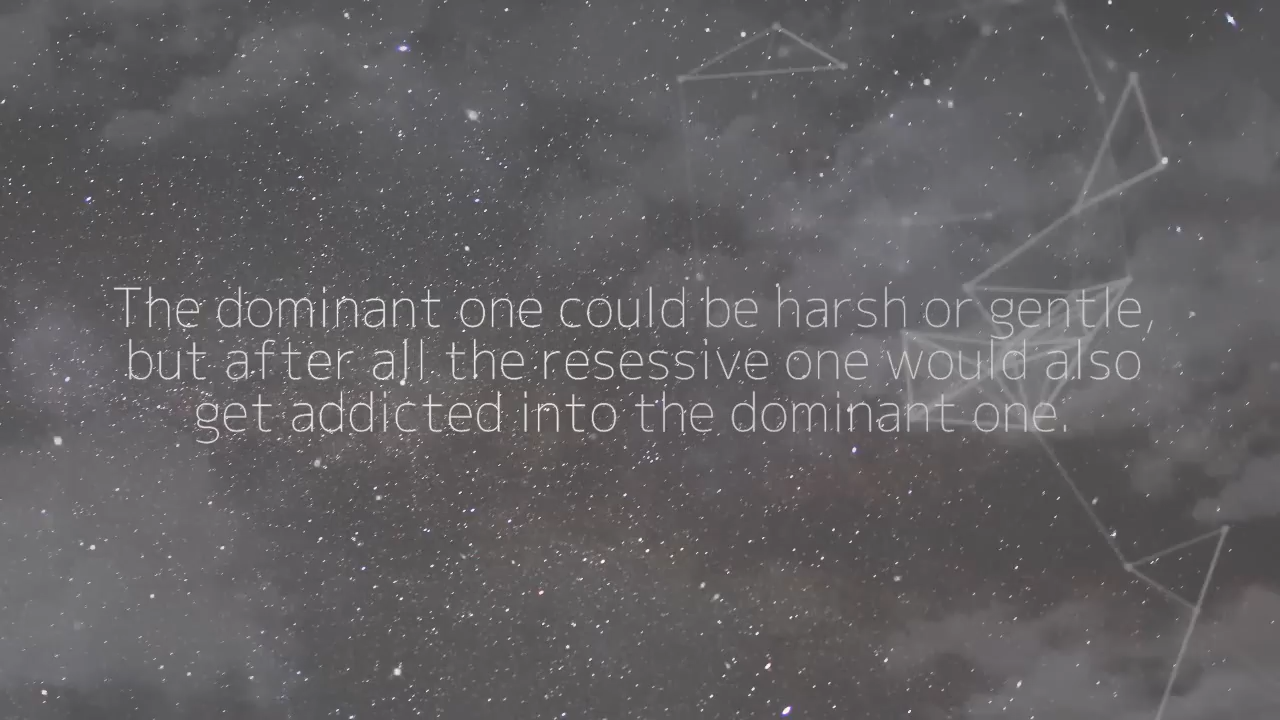 The dominant one could be harsh or gentle,
but after all the resessive one would also
get addicted into the dominant one.